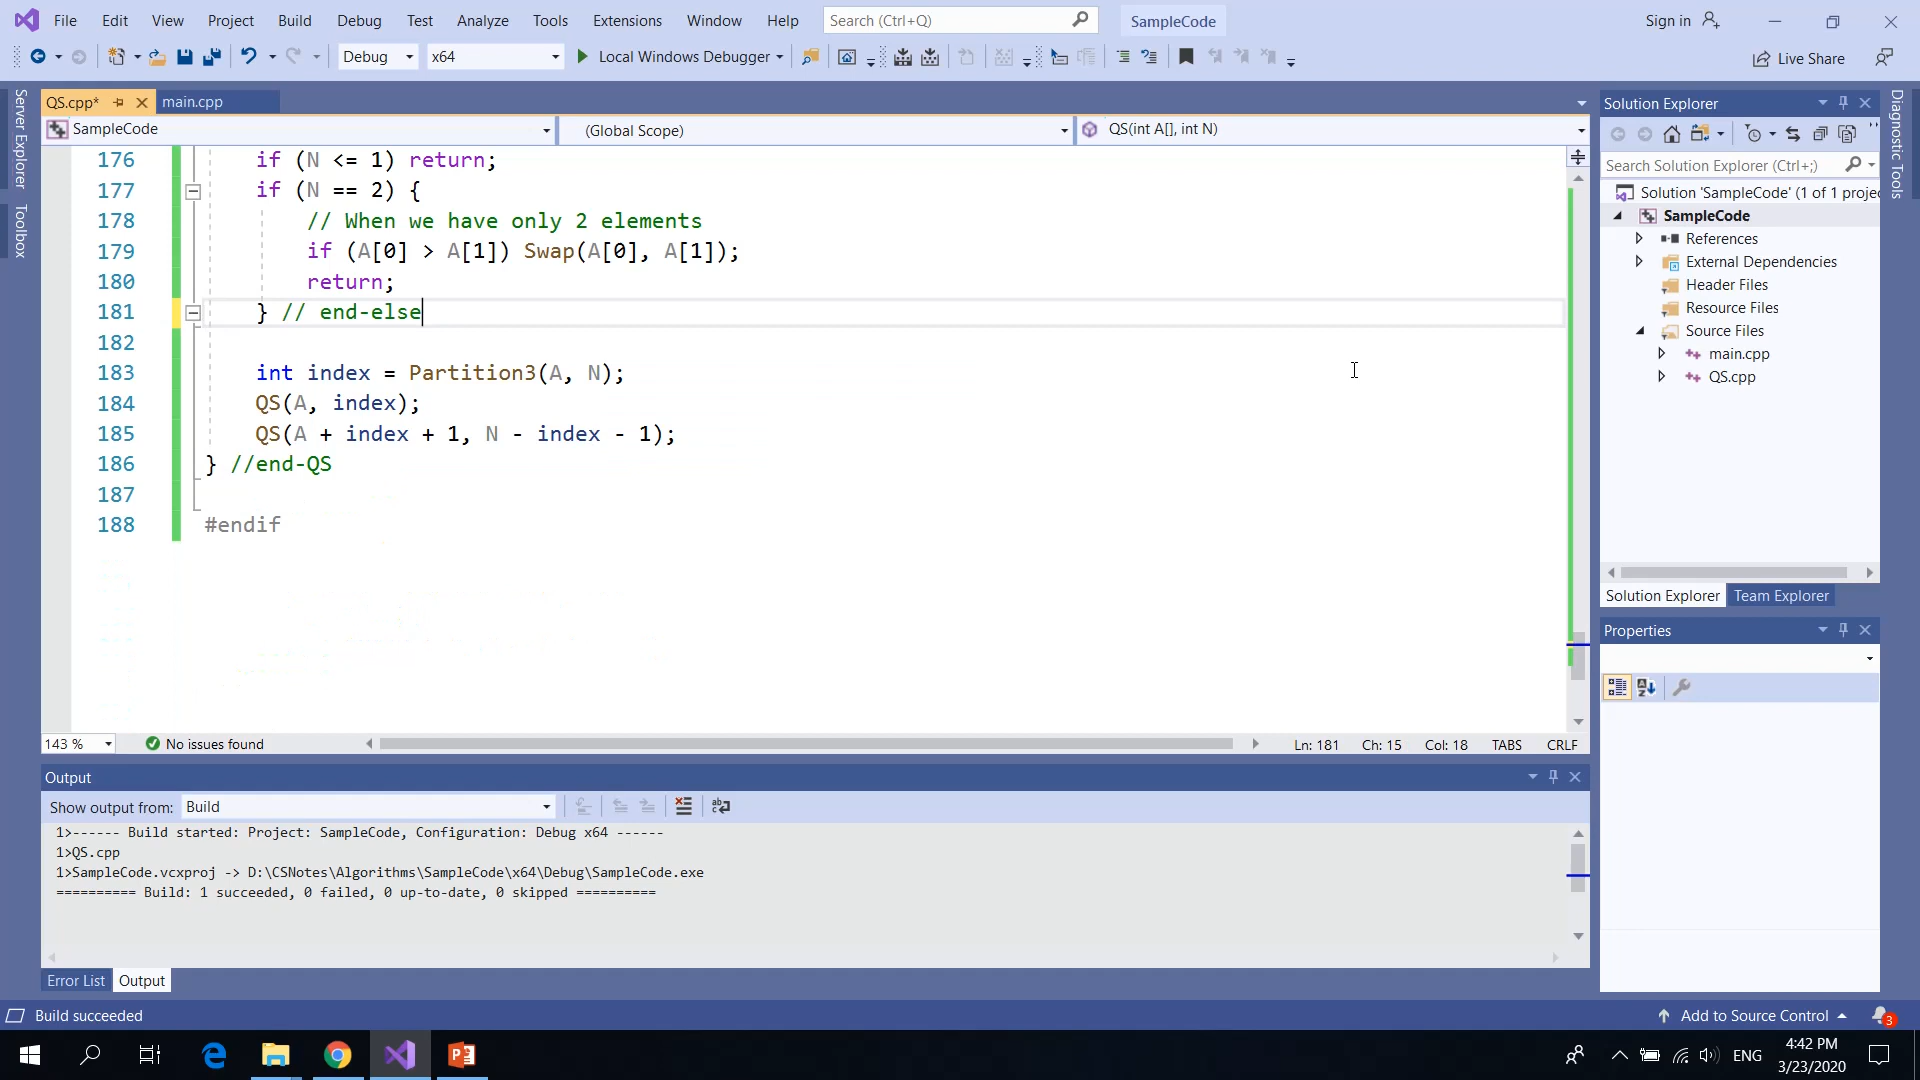 File Edit View Project Build Debug Test Analyze Tools Extensions Window Help Search (Ctrl+Q) SampleCode Sign in
Debug x64 Local Windows Debugger Live Share
Server Explorer
Toolbox
QS.cpp* main.cpp
SampleCode (Global Scope) QS(int A[], int N)
176 if (N <= 1) return;
177 if (N == 2) {
178 // When we have only 2 elements
179 if (A[0] > A[1]) Swap(A[0], A[1]);
180 return;
181 } // end-else
182
183 int index = Partition3(A, N);
184 QS(A, index);
185 QS(A + index + 1, N - index - 1);
186 } //end-QS
187
188 #endif
143 % No issues found Ln: 181 Ch: 15 Col: 18 TABS CRLF
Output
Show output from: Build
1>------ Build started: Project: SampleCode, Configuration: Debug x64 ------
1>QS.cpp
1>SampleCode.vcxproj -> D:\CSNotes\Algorithms\SampleCode\x64\Debug\SampleCode.exe
========== Build: 1 succeeded, 0 failed, 0 up-to-date, 0 skipped ==========
Error List Output
Solution Explorer
Search Solution Explorer (Ctrl+;)
Solution 'SampleCode' (1 of 1 projec
SampleCode
References
External Dependencies
Header Files
Resource Files
Source Files
main.cpp
QS.cpp
Solution Explorer Team Explorer
Properties
Diagnostic Tools
Build succeeded Add to Source Control 3
ENG 4:42 PM
3/23/2020